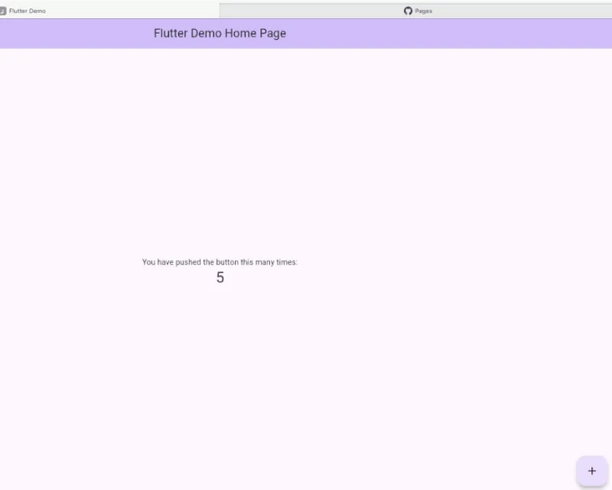 Flutter Demo
Pages
Flutter Demo Home Page
You have pushed the button this many times:
5
+